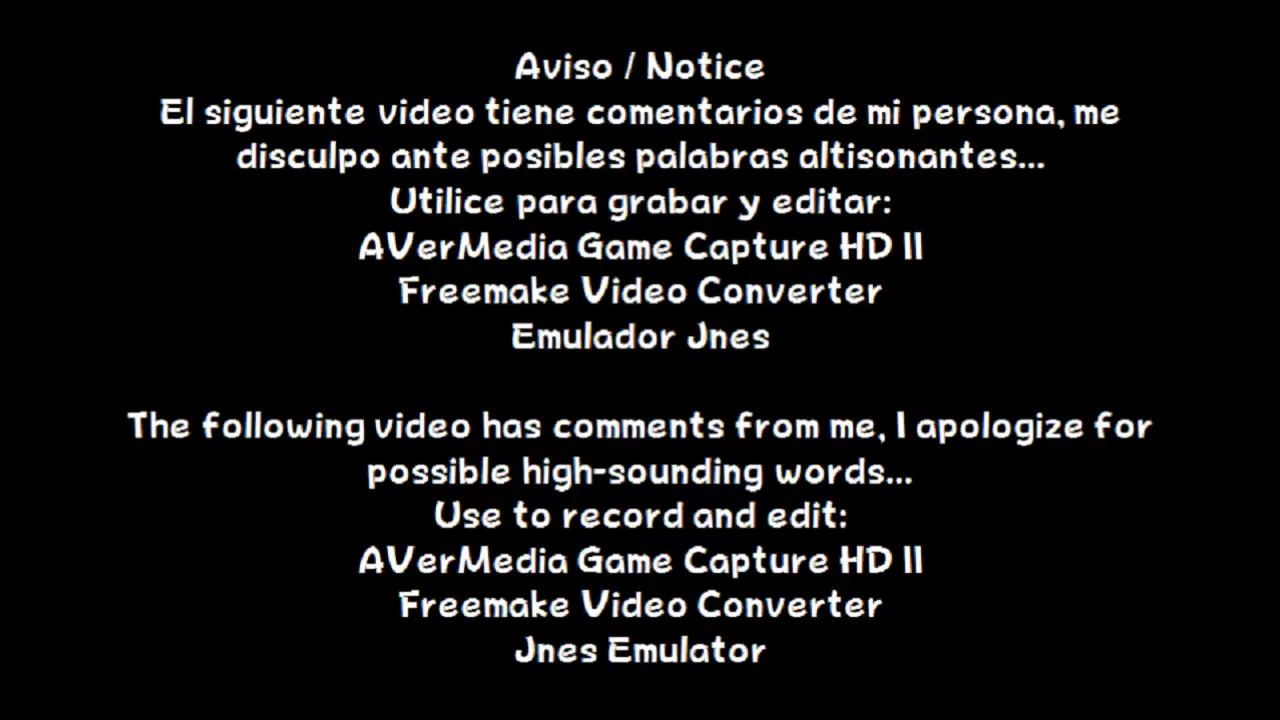 Aviso / Notice
El siguiente video tiene comentarios de mi persona, me
disculpo ante posibles palabras altisonantes...
Utilice para grabar y editar:
AVerMedia Game Capture HD II
Freemake Video Converter
Emulador Jnes
The following video has comments from me, I apologize for
possible high-sounding words...
Use to record and edit:
AVerMedia Game Capture HD II
Freemake Video Converter
Jnes Emulator